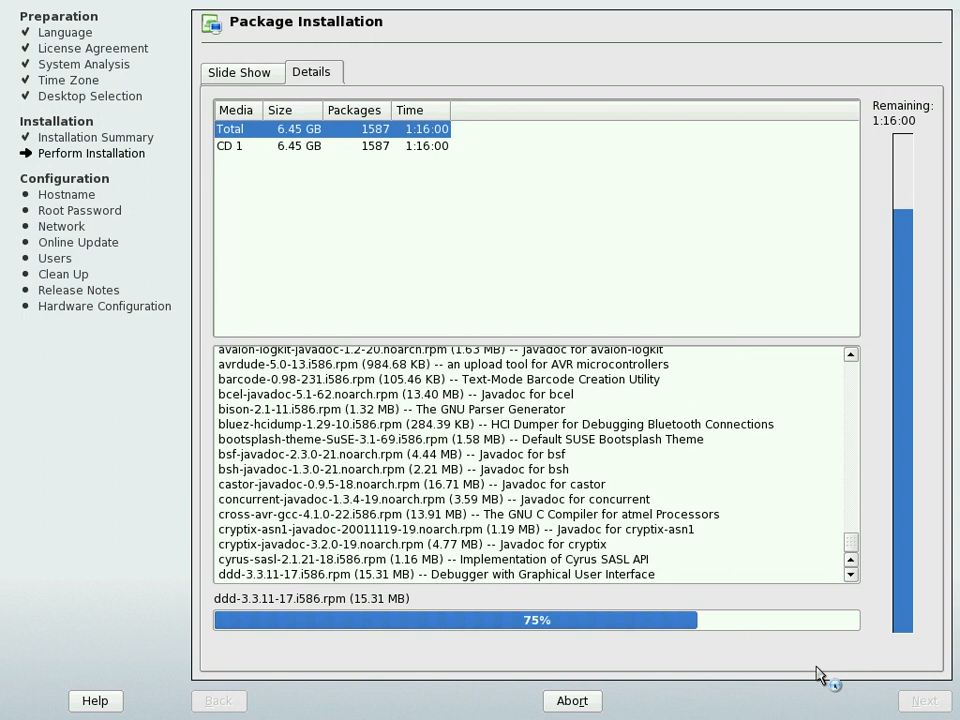 Preparation
Language
License Agreement
System Analysis
Time Zone
Desktop Selection
Installation
Installation Summary
Perform Installation
Configuration
Hostname
Root Password
Network
Online Update
Users
Clean Up
Release Notes
Hardware Configuration
Package Installation
Slide Show Details
Media Size Packages Time
Total 6.45 GB 1587 1:16:00
CD 1 6.45 GB 1587 1:16:00
Remaining:
1:16:00
avalon-logkit-javadoc-1.2-20.noarch.rpm (1.63 MB) -- Javadoc for avalon-logkit
avrdude-5.0-13.i586.rpm (984.68 KB) -- an upload tool for AVR microcontrollers
barcode-0.98-231.i586.rpm (105.46 KB) -- Text-Mode Barcode Creation Utility
bcel-javadoc-5.1-62.noarch.rpm (13.40 MB) -- Javadoc for bcel
bison-2.1-11.i586.rpm (1.32 MB) -- The GNU Parser Generator
bluez-hcidump-1.29-10.i586.rpm (284.39 KB) -- HCI Dumper for Debugging Bluetooth Connections
bootsplash-theme-SuSE-3.1-69.i586.rpm (1.58 MB) -- Default SUSE Bootsplash Theme
bsf-javadoc-2.3.0-21.noarch.rpm (4.44 MB) -- Javadoc for bsf
bsh-javadoc-1.3.0-21.noarch.rpm (2.21 MB) -- Javadoc for bsh
castor-javadoc-0.9.5-18.noarch.rpm (16.71 MB) -- Javadoc for castor
concurrent-javadoc-1.3.4-19.noarch.rpm (3.59 MB) -- Javadoc for concurrent
cross-avr-gcc-4.1.0-22.i586.rpm (13.91 MB) -- The GNU C Compiler for atmel Processors
cryptix-asn1-javadoc-20011119-19.noarch.rpm (1.19 MB) -- Javadoc for cryptix-asn1
cryptix-javadoc-3.2.0-19.noarch.rpm (4.77 MB) -- Javadoc for cryptix
cyrus-sasl-2.1.21-18.i586.rpm (1.16 MB) -- Implementation of Cyrus SASL API
ddd-3.3.11-17.i586.rpm (15.31 MB) -- Debugger with Graphical User Interface
ddd-3.3.11-17.i586.rpm (15.31 MB)
75%
Help Back Abort Next